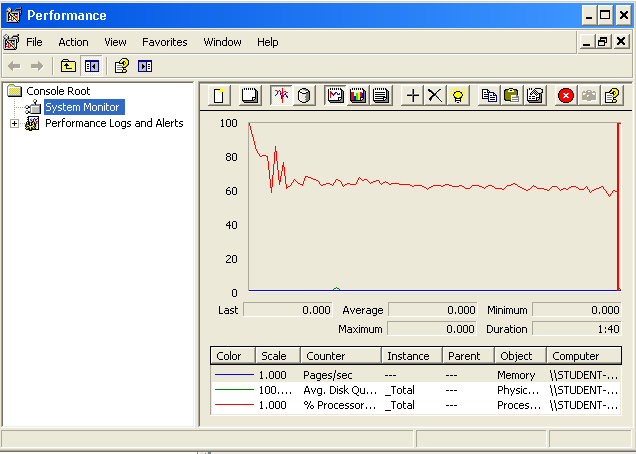 Performance
File Action View Favorites Window Help
Console Root
System Monitor
Performance Logs and Alerts
100
80
60
40
20
0
Last 0.000 Average 0.000 Minimum 0.000
Maximum 0.000 Duration 1:40
Color Scale Counter Instance Parent Object Computer
1.000 Pages/sec --- --- Memory \\STUDENT-...
100.... Avg. Disk Qu... _Total --- Physic... \\STUDENT-...
1.000 % Processor... _Total --- Proces... \\STUDENT-...